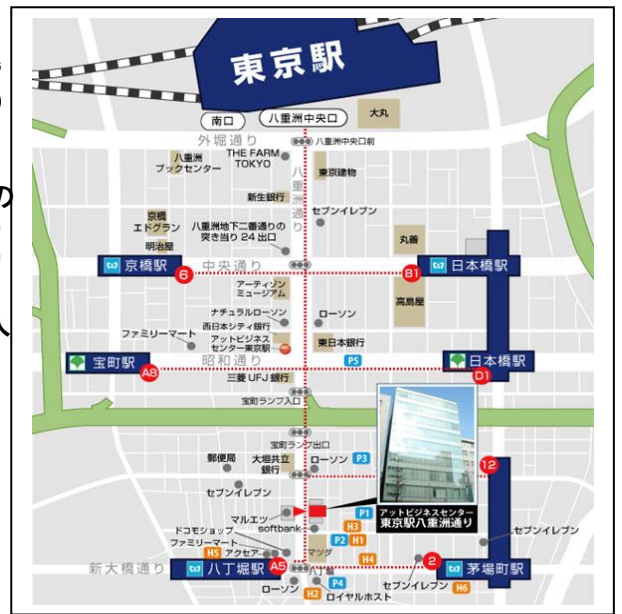 の
人
東京駅
南口
八重洲中央口
大丸
外堀通り
八重洲中央口前
八重洲
ブックセンター
THE FARM
TOKYO
八重洲通り
東京建物
新生銀行
セブンイレブン
京橋
エドグラン
明治屋
八重洲地下二番通りの
突き当り 24 出口
丸善
京橋駅
6
中央通り
B1
日本橋駅
アーティゾン
ミュージアム
高島屋
ナチュラルローソン
ローソン
西日本シティ銀行
ファミリーマート
アットビジネス
センター東京駅
東日本銀行
昭和通り
P5
宝町駅
A8
日本橋駅
D1
三菱 UFJ 銀行
宝町ランプ入口
宝町ランプ出口
郵便局
大垣共立
銀行
ローソン
P3
12
セブンイレブン
アットビジネスセンター
東京駅八重洲通り
マルエツ
P1
softbank
H3
ドコモショップ
P2
H1
セブンイレブン
ファミリーマート
H5
アクセア
マツダ
H4
新大橋通り
八丁堀駅
A5
八丁堀
2
茅場町駅
ローソン
H2
P4
ロイヤルホスト
セブンイレブン
H6